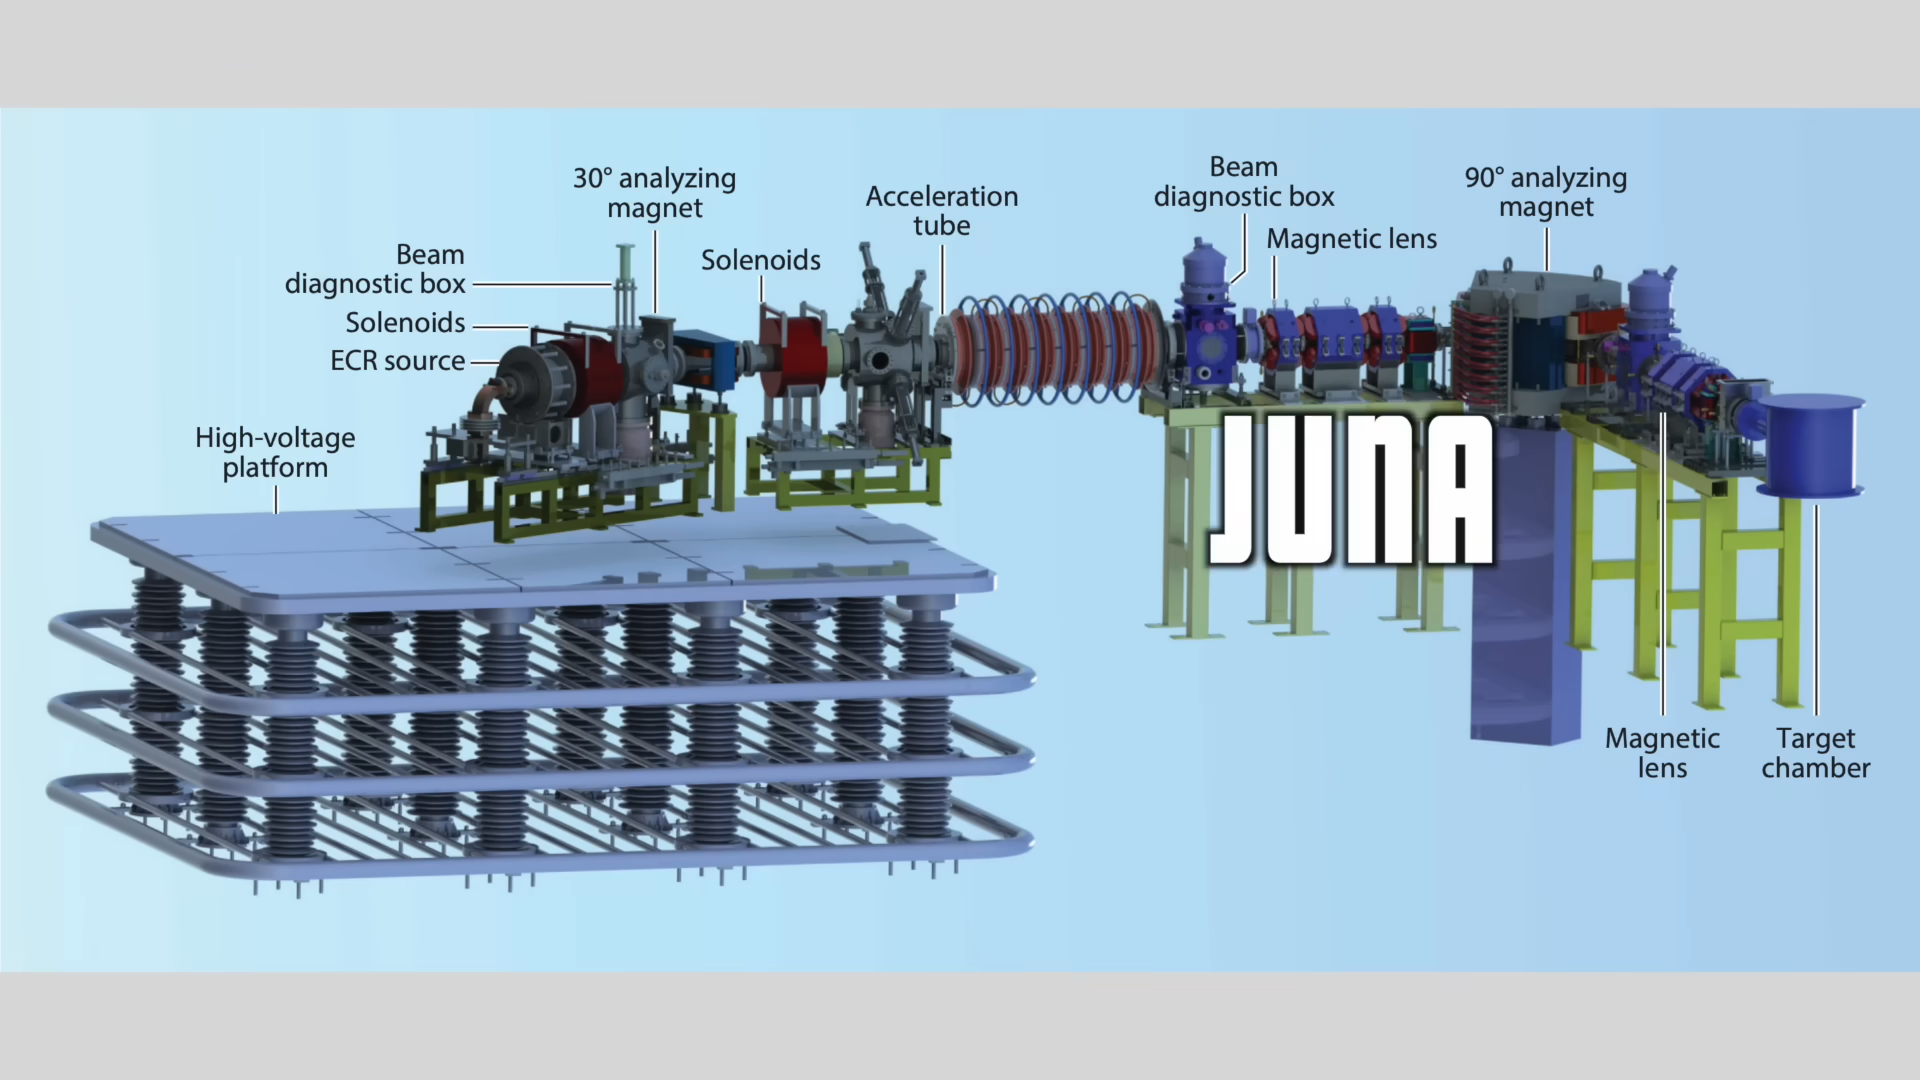 30° analyzing
magnet
Beam
diagnostic box
Solenoids
ECR source
High-voltage
platform
Solenoids
Acceleration
tube
Beam
diagnostic box
Magnetic lens
90° analyzing
magnet
JUNA
Magnetic
lens
Target
chamber